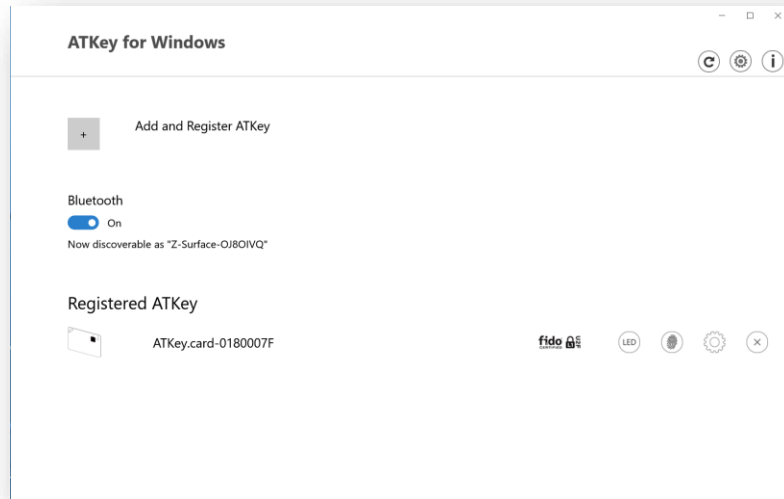 ATKey for Windows
Add and Register ATKey
Bluetooth
On
Now discoverable as "Z-Surface-OJ8OIVQ"
Registered ATKey
ATKey.card-0180007F
fido
CERTIFIED
LED